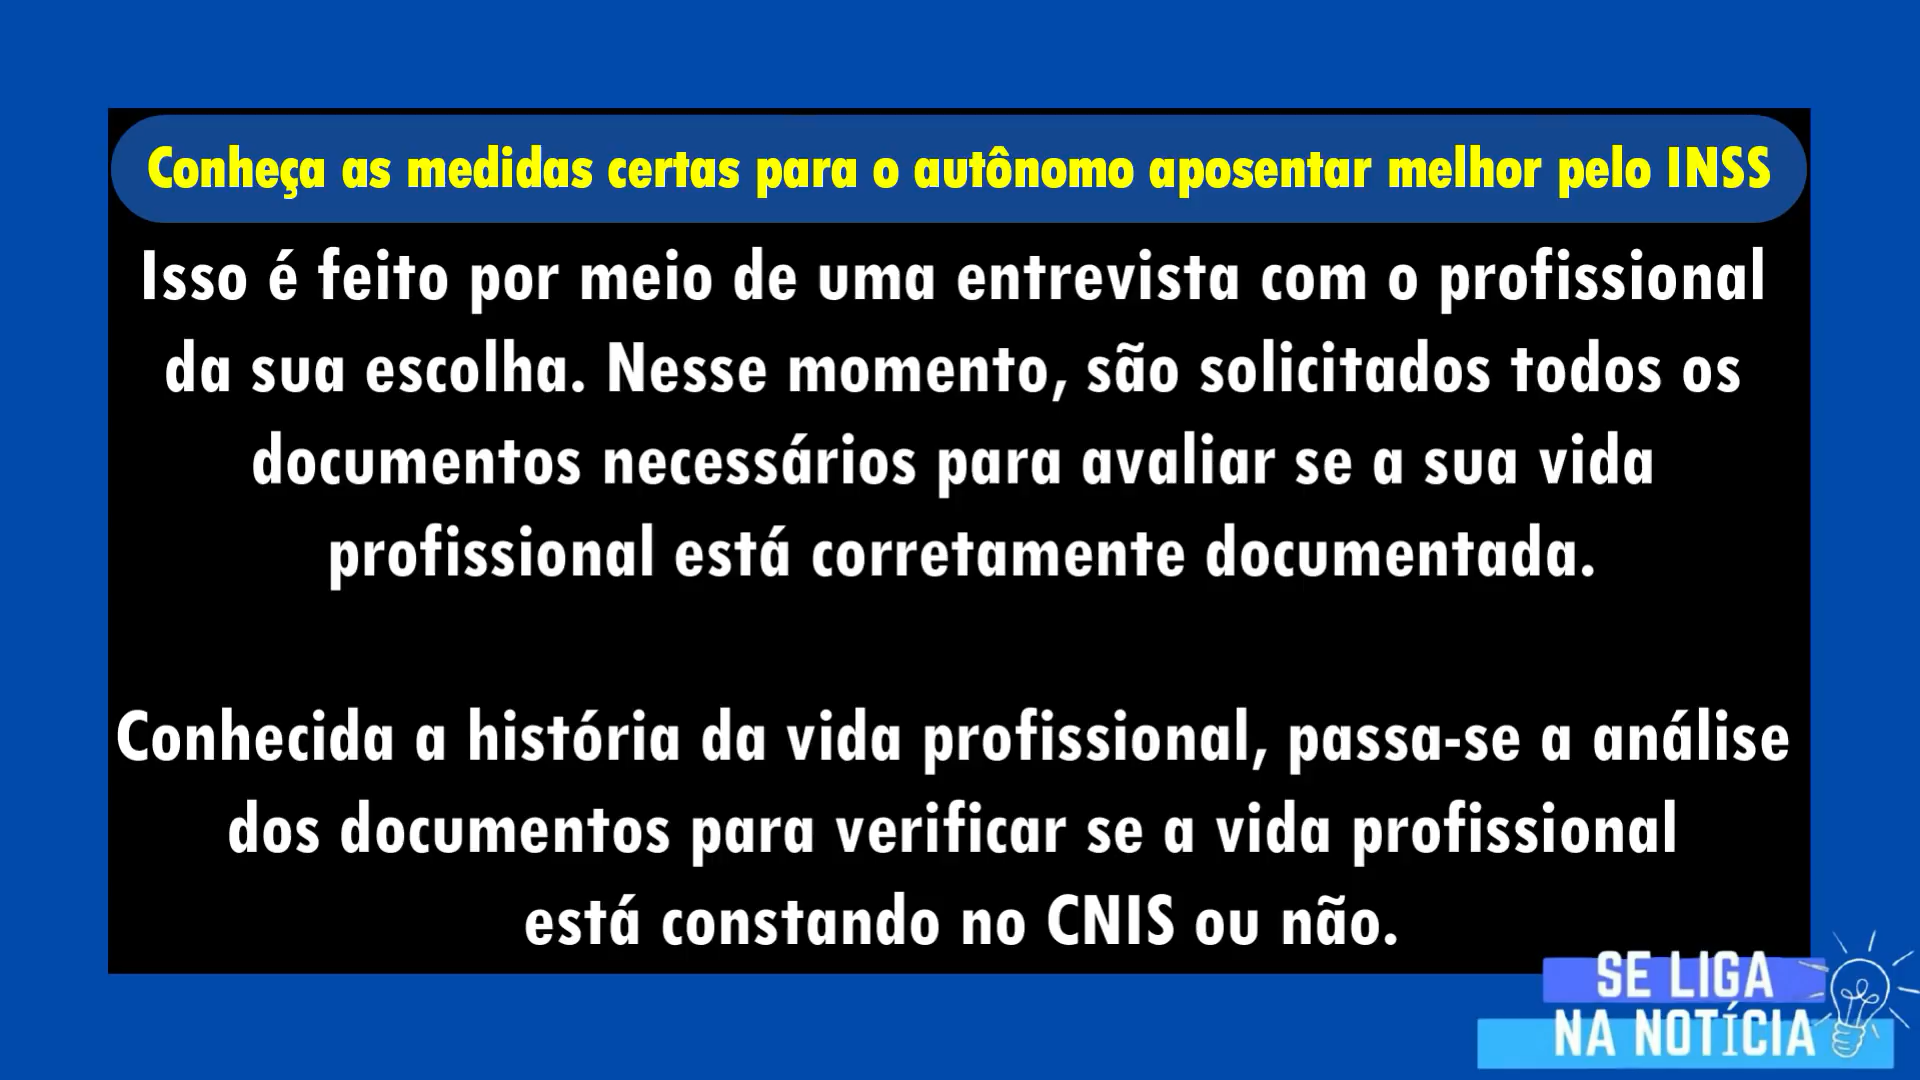 Conheça as medidas certas para o autônomo aposentar melhor pelo INSS
Isso é feito por meio de uma entrevista com o profissional
da sua escolha. Nesse momento, são solicitados todos os
documentos necessários para avaliar se a sua vida
profissional está corretamente documentada.
Conhecida a história da vida profissional, passa-se a análise
dos documentos para verificar se a vida profissional
está constando no CNIS ou não.
SE LIGA
NA NOTÍCIA